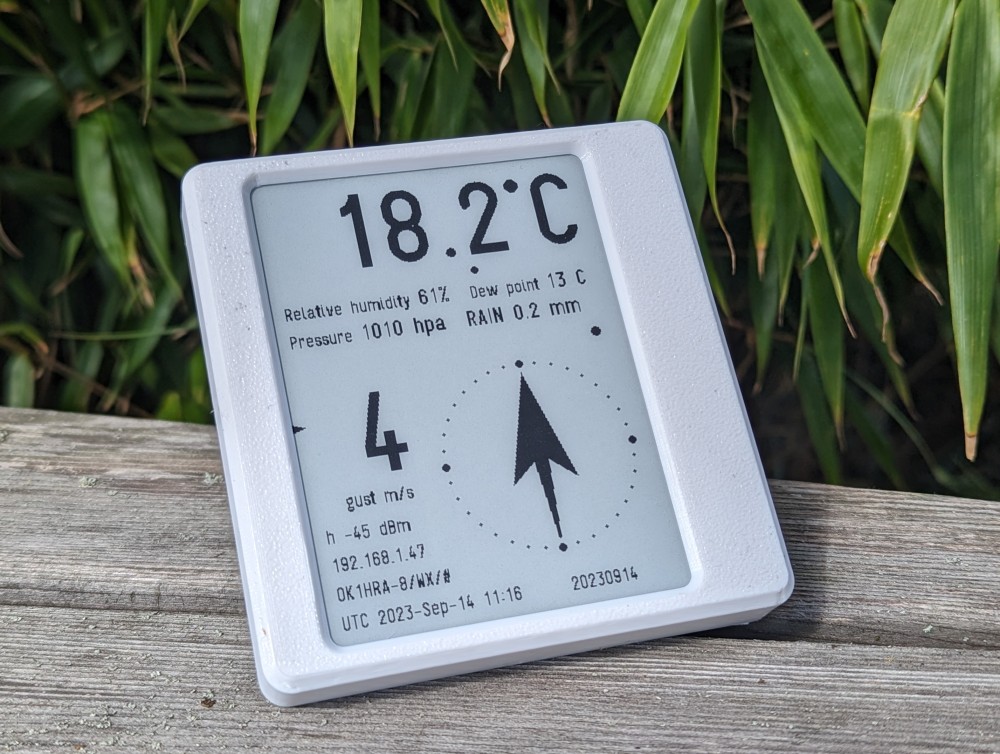 18.2°C
Relative humidity 61% Dew point 13 C
Pressure 1010 hpa RAIN 0.2 mm
4
gust m/s
h -45 dBm
192.168.1.47
OK1HRA-8/WX/#
UTC 2023-Sep-14 11:16 20230914